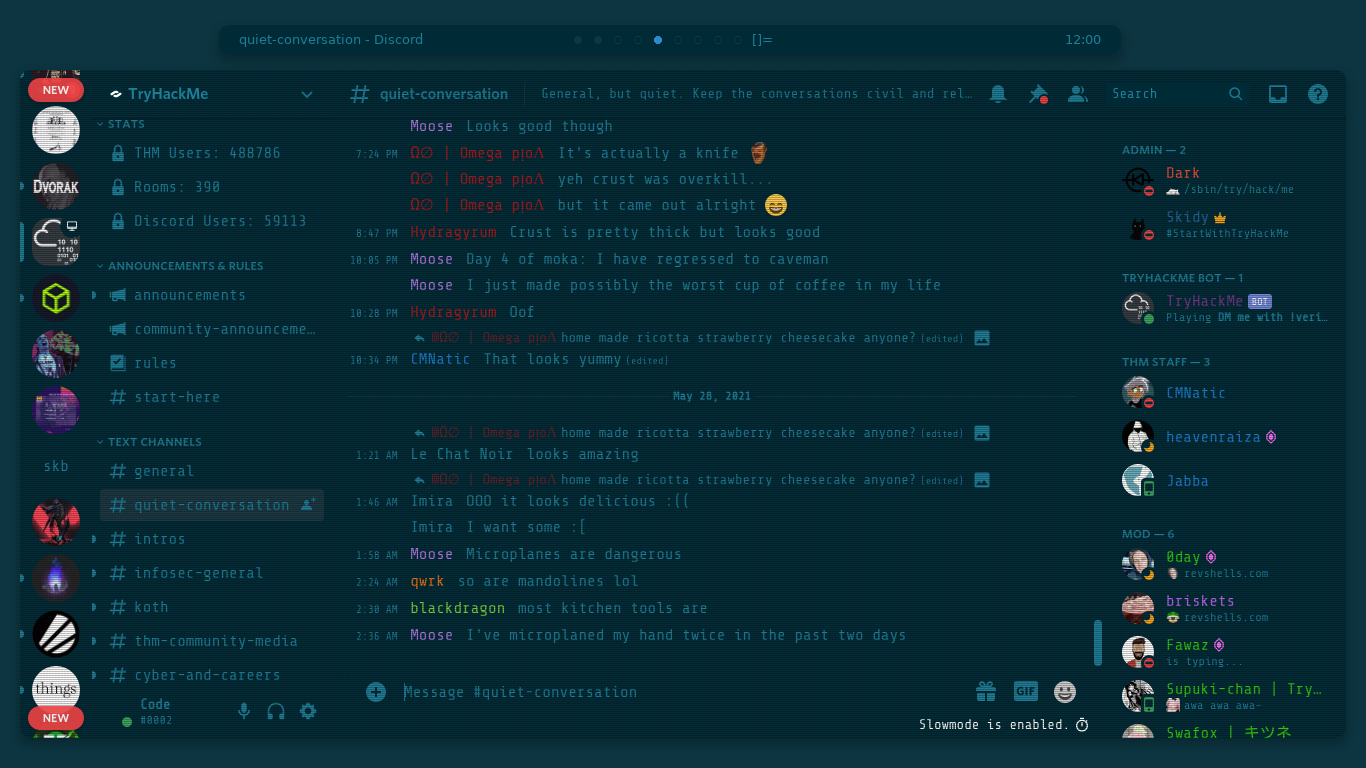 quiet-conversation - Discord
[]=
12:00
NEW
DVORAK
10 10
1110
0101 01
skb
things
NEW
TryHackMe
STATS
THM Users: 488786
Rooms: 390
Discord Users: 59113
ANNOUNCEMENTS & RULES
announcements
community-announceme…
rules
start-here
TEXT CHANNELS
general
quiet-conversation
intros
infosec-general
koth
thm-community-media
cyber-and-careers
Code
#0002
quiet-conversation
General, but quiet. Keep the conversations civil and rel…
Search
Moose Looks good though
7:24 PM Ω∅ | Omega pᴉoΛ It's actually a knife
ΩØ | Omega pᴉoΛ yeh crust was overkill...
ΩØ | Omega pᴉoΛ but it came out alright 😄
8:47 PM Hydragyrum Crust is pretty thick but looks good
10:05 PM Moose Day 4 of moka: I have regressed to caveman
Moose I just made possibly the worst cup of coffee in my life
10:28 PM Hydragyrum Oof
@ΩØ | Omega pᴉoΛ home made ricotta strawberry cheesecake anyone? (edited)
10:34 PM CMNatic That looks yummy (edited)
May 28, 2021
@ΩØ | Omega pᴉoΛ home made ricotta strawberry cheesecake anyone? (edited)
1:21 AM Le Chat Noir looks amazing
@ΩØ | Omega pᴉoΛ home made ricotta strawberry cheesecake anyone? (edited)
1:46 AM Imira OOO it looks delicious :((
Imira I want some :[
1:58 AM Moose Microplanes are dangerous
2:24 AM qwrk so are mandolines lol
2:30 AM blackdragon most kitchen tools are
2:36 AM Moose I've microplaned my hand twice in the past two days
Message #quiet-conversation
GIF
Slowmode is enabled.
ADMIN — 2
Dark
/sbin/try/hack/me
Skidy
#StartWithTryHackMe
TRYHACKME BOT — 1
TryHackMe BOT
Playing DM me with !veri…
THM STAFF — 3
CMNatic
heavenraiza
Jabba
MOD — 6
0day
revshells.com
briskets
revshells.com
Fawaz
is typing...
Supuki-chan | Try…
awa awa awa~
Swafox | キツネ